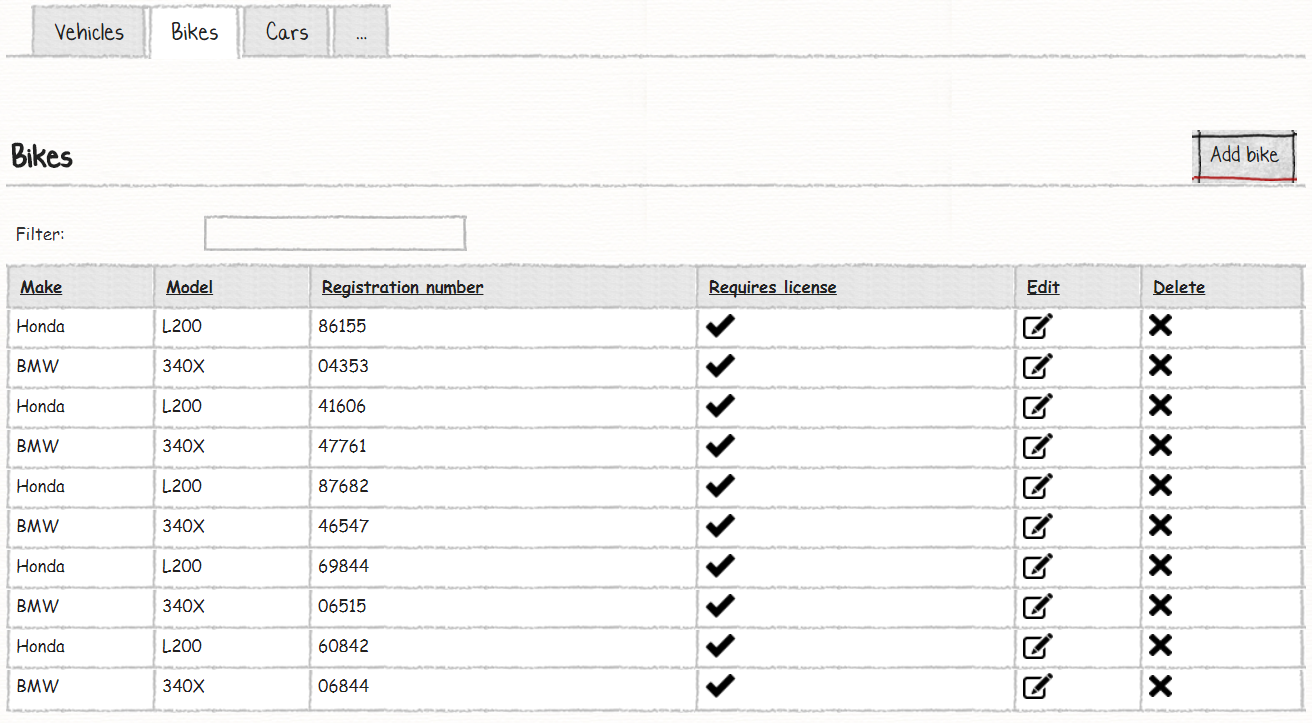 Vehicles Bikes Cars ...
Bikes
Add bike
Filter:
Make Model Registration number Requires license Edit Delete
Honda L200 86155
BMW 340X 04353
Honda L200 41606
BMW 340X 47761
Honda L200 87682
BMW 340X 46547
Honda L200 69844
BMW 340X 06515
Honda L200 60842
BMW 340X 06844